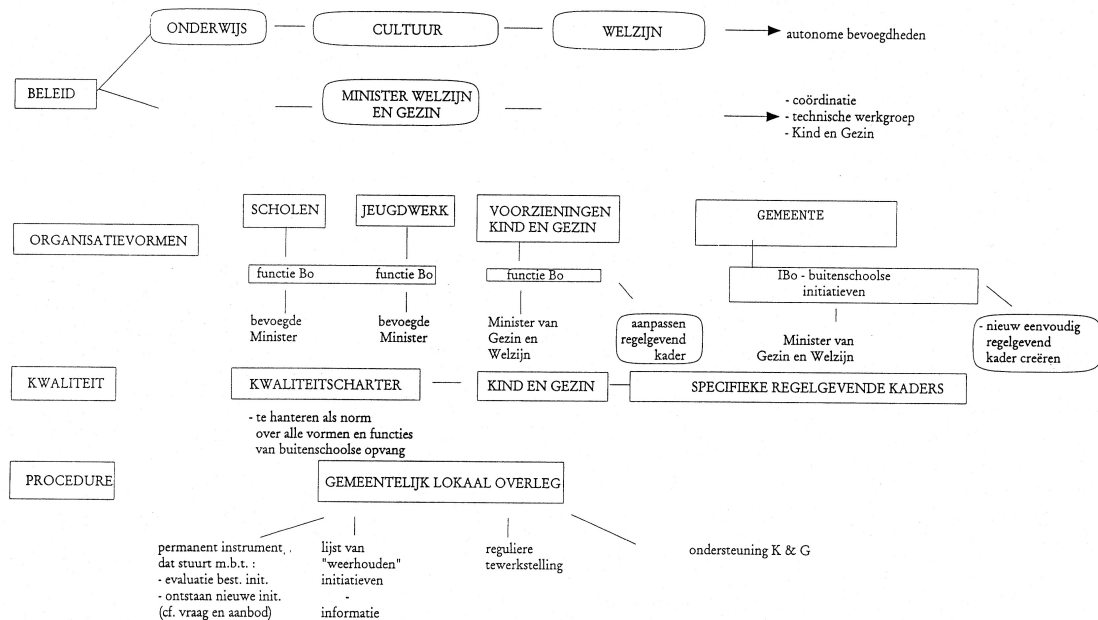 ONDERWIJS
CULTUUR
WELZIJN
autonome bevoegdheden
BELEID
MINISTER WELZIJN
EN GEZIN
- coördinatie
- technische werkgroep
- Kind en Gezin
ORGANISATIEVORMEN
SCHOLEN
JEUGDWERK
VOORZIENINGEN
KIND EN GEZIN
GEMEENTE
functie Bo
functie Bo
functie Bo
IBo - buitenschoolse
initiatieven
bevoegde
Minister
bevoegde
Minister
Minister van
Gezin en
Welzijn
aanpassen
regelgevend
kader
Minister van
Gezin en Welzijn
- nieuw eenvoudig
regelgevend
kader creëren
KWALITEIT
KWALITEITSCHARTER
KIND EN GEZIN
SPECIFIEKE REGELGEVENDE KADERS
- te hanteren als norm
over alle vormen en functies
van buitenschoolse opvang
PROCEDURE
GEMEENTELIJK LOKAAL OVERLEG
permanent instrument
dat stuurt m.b.t. :
- evaluatie best. init.
- ontstaan nieuwe init.
(cf. vraag en aanbod)
lijst van
"weerhouden"
initiatieven
-
informatie
reguliere
tewerkstelling
ondersteuning K & G